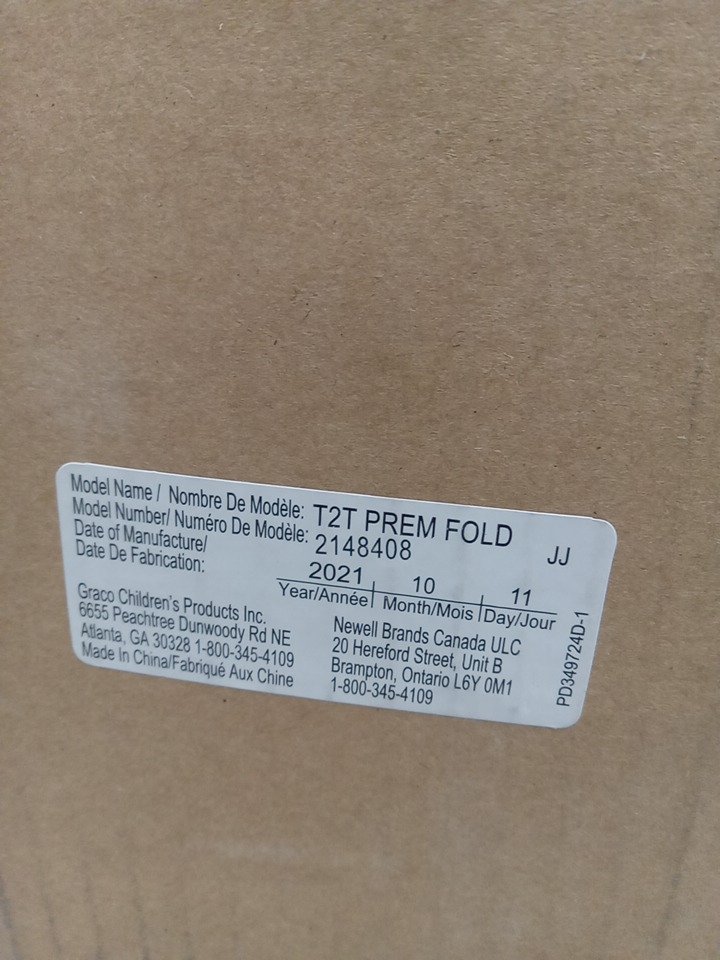 Model Name / Nombre De Modèle: T2T PREM FOLD
Model Number/ Numéro De Modèle: 2148408 JJ
Date of Manufacture/
Date De Fabrication: 2021 10 11
Year/Année Month/Mois Day/Jour
Graco Children's Products Inc.
6655 Peachtree Dunwoody Rd NE
Atlanta, GA 30328 1-800-345-4109
Made In China/Fabriqué Aux Chine
Newell Brands Canada ULC
20 Hereford Street, Unit B
Brampton, Ontario L6Y 0M1
1-800-345-4109
PD349724D-1